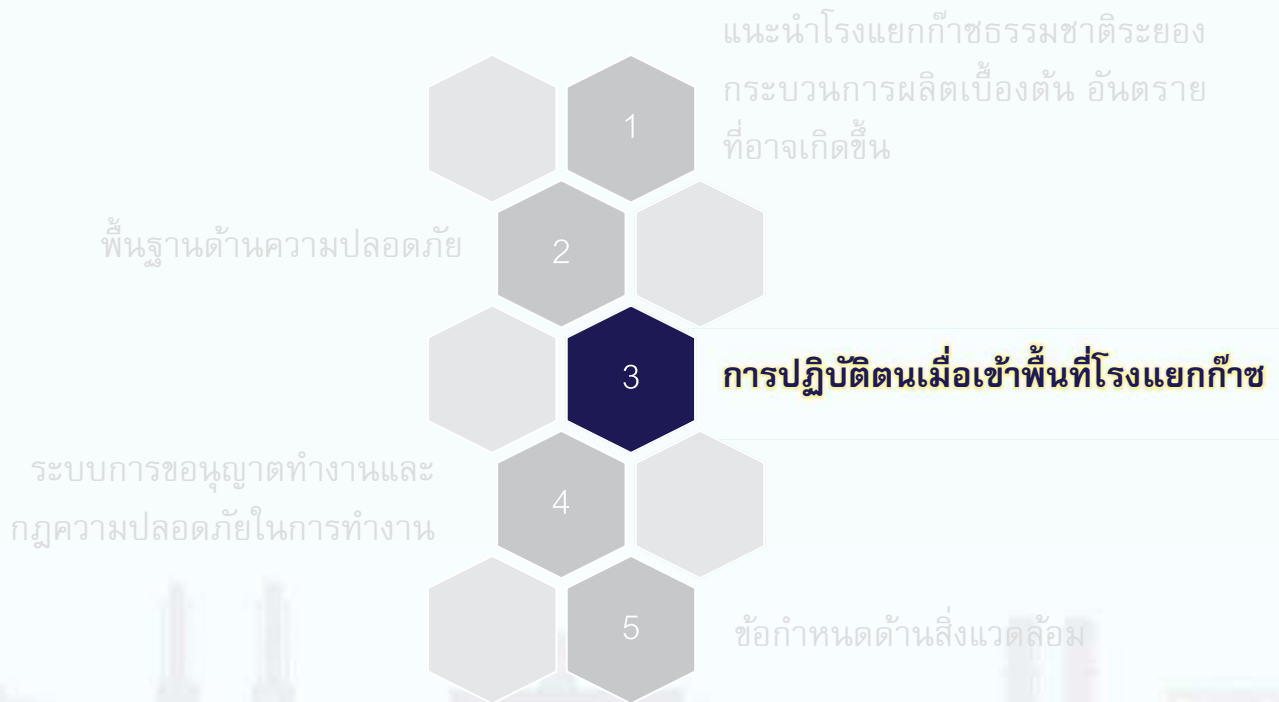 1
แนะนำโรงแยกก๊าซธรรมชาติระยอง
กระบวนการผลิตเบื้องต้น อันตราย
ที่อาจเกิดขึ้น
พื้นฐานด้านความปลอดภัย
2
3
การปฏิบัติตนเมื่อเข้าพื้นที่โรงแยกก๊าซ
ระบบการขอนุญาตทำงานและ
กฎความปลอดภัยในการทำงาน
4
5
ข้อกำหนดด้านสิ่งแวดล้อม